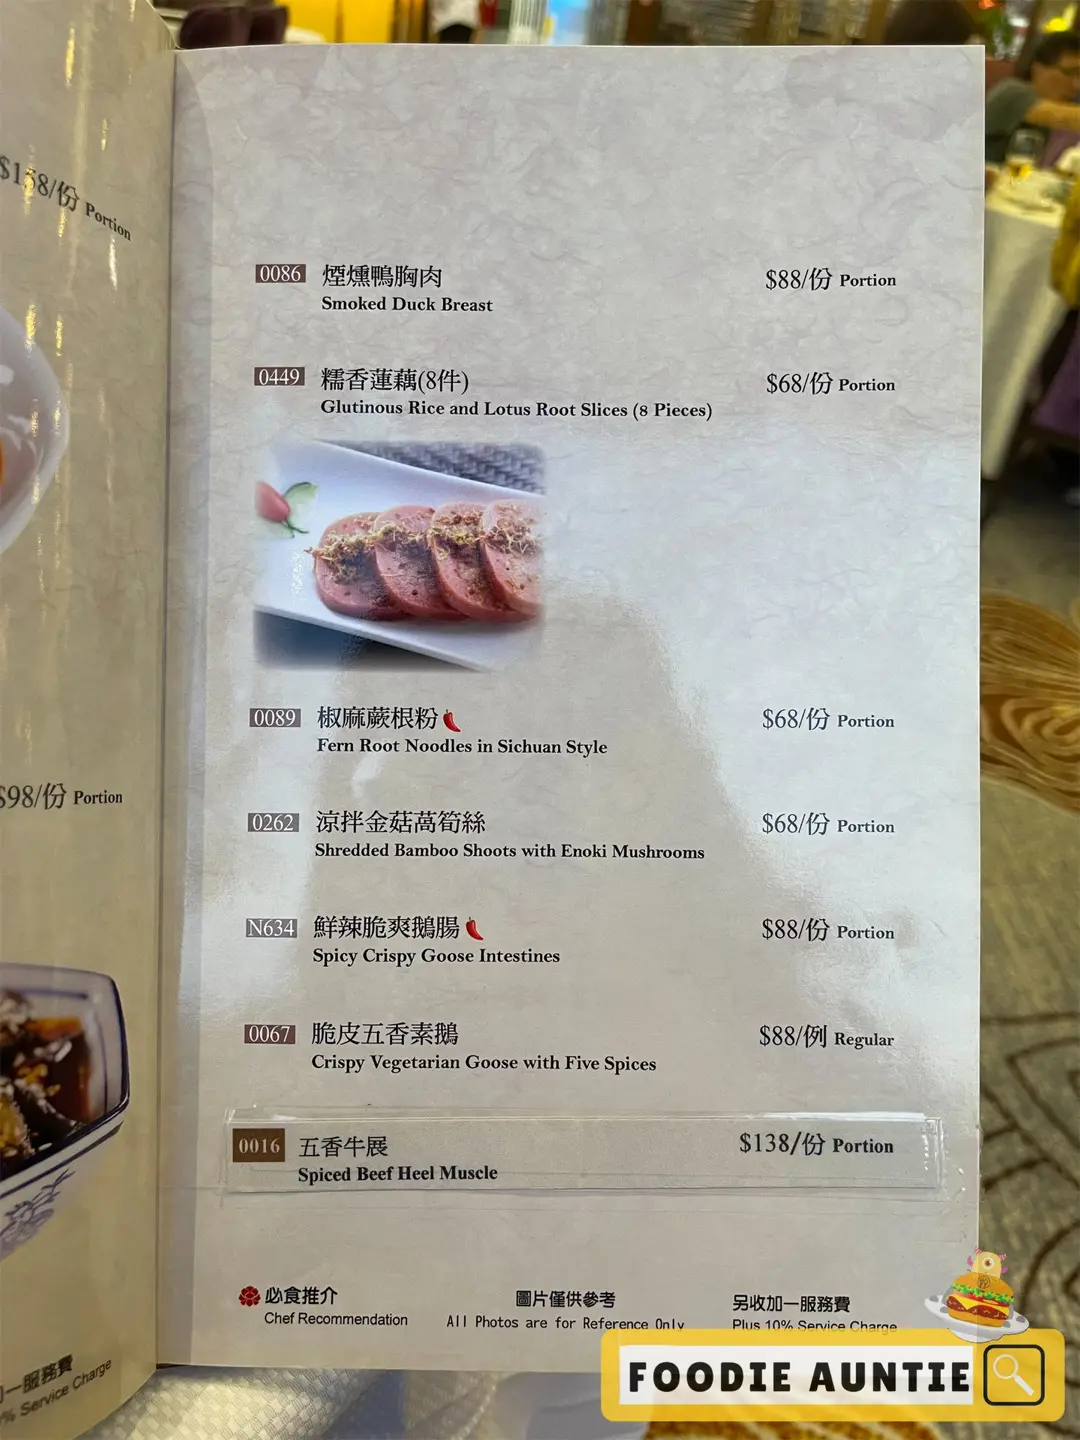 $158/份 Portion
0086 煙燻鴨胸肉 $88/份 Portion
Smoked Duck Breast
0449 糯香蓮藕(8件) $68/份 Portion
Glutinous Rice and Lotus Root Slices (8 Pieces)
0089 椒麻蕨根粉 $68/份 Portion
Fern Root Noodles in Sichuan Style
$98/份 Portion
0262 涼拌金菇萵筍絲 $68/份 Portion
Shredded Bamboo Shoots with Enoki Mushrooms
N634 鮮辣脆爽鵝腸 $88/份 Portion
Spicy Crispy Goose Intestines
0067 脆皮五香素鵝 $88/例 Regular
Crispy Vegetarian Goose with Five Spices
0016 五香牛展 $138/份 Portion
Spiced Beef Heel Muscle
必食推介 圖片僅供參考 另收加一服務費
Chef Recommendation All Photos are for Reference Only Plus 10% Service Charge
加一服務費
% Service Charge
FOODIE AUNTIE